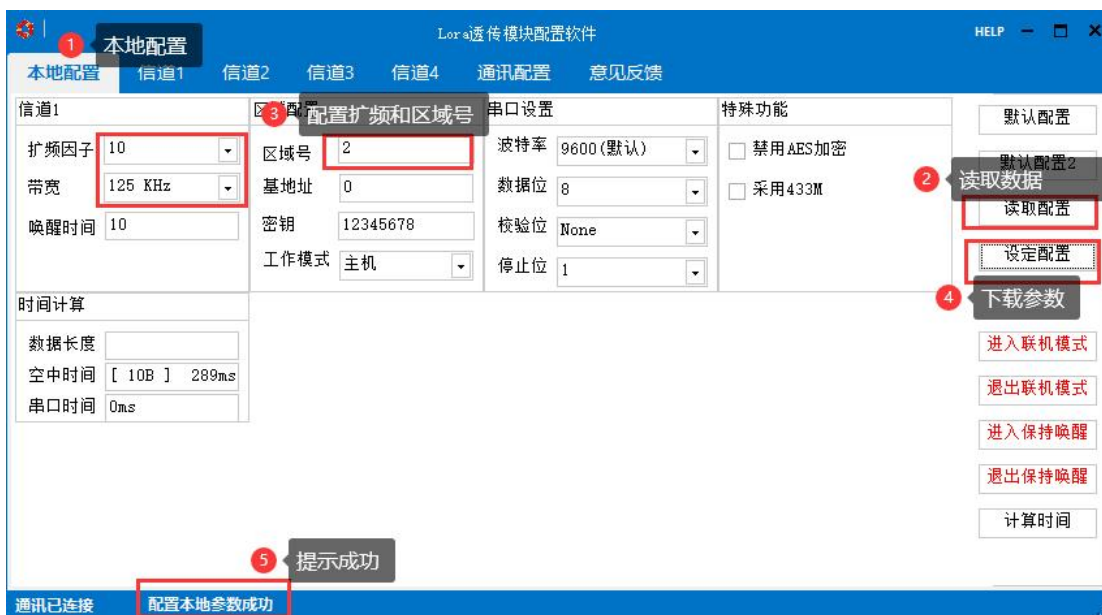 Lora透传模块配置软件
HELP
1 本地配置
本地配置 信道1 信道2 信道3 信道4 通讯配置 意见反馈
信道1
扩频因子 10
带宽 125 KHz
唤醒时间 10
3 配置扩频和区域号
区域号 2
基地址 0
密钥 12345678
工作模式 主机
串口设置
波特率 9600(默认)
数据位 8
校验位 None
停止位 1
特殊功能
禁用AES加密
采用433M
默认配置
默认配置2
2 读取数据
读取配置
设定配置
4 下载参数
进入联机模式
退出联机模式
进入保持唤醒
退出保持唤醒
计算时间
时间计算
数据长度
空中时间 [ 10B ] 289ms
串口时间 0ms
5 提示成功
通讯已连接 配置本地参数成功